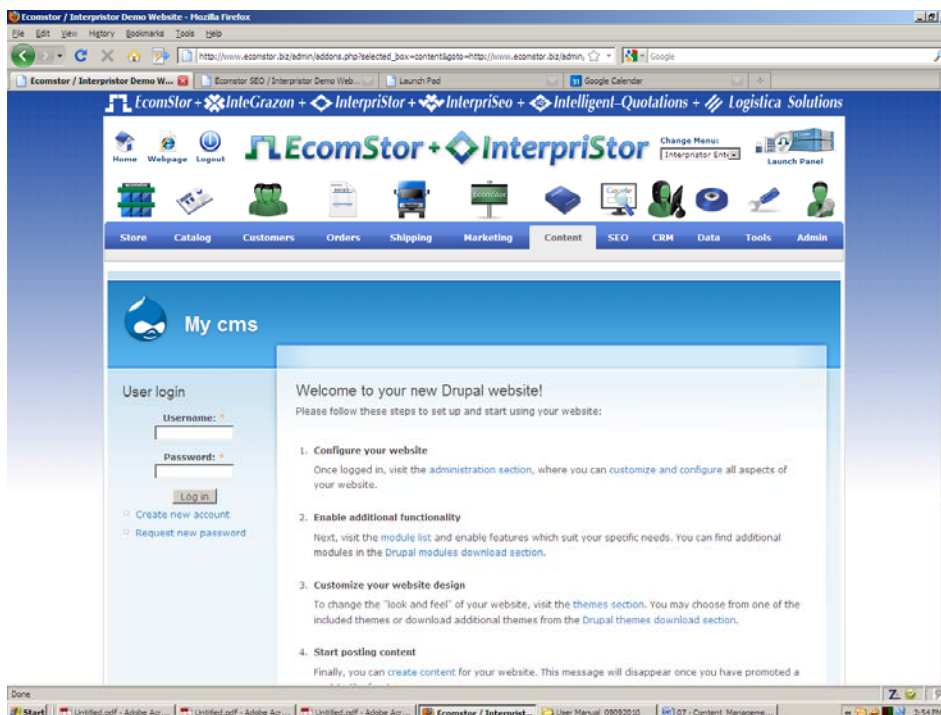 Ecomstor / Interpristor Demo Website - Mozilla Firefox
File Edit View History Bookmarks Tools Help
http://www.ecomstor.biz/admin/addons.php?selected_box=content&goto=http://www.ecomstor.biz/admin,
Google
Ecomstor / Interpristor Demo W...
Ecomstor SEO / Interpristor Demo Web...
Launch Pad
Google Calendar
EcomStor + InteGrazon + InterpriStor + InterpriSeo + Intelligent-Quotations + Logistica Solutions
Home Webpage Logout
EcomStor + InterpriStor
Change Menu:
Interpristor Ente
Launch Panel
Store Catalog Customers Orders Shipping Marketing Content SEO CRM Data Tools Admin
My cms
User login
Username: *
Password: *
Log in
Create new account
Request new password
Welcome to your new Drupal website!
Please follow these steps to set up and start using your website:
1. Configure your website
Once logged in, visit the administration section, where you can customize and configure all aspects of
your website.
2. Enable additional functionality
Next, visit the module list and enable features which suit your specific needs. You can find additional
modules in the Drupal modules download section.
3. Customize your website design
To change the "look and feel" of your website, visit the themes section. You may choose from one of the
included themes or download additional themes from the Drupal themes download section.
4. Start posting content
Finally, you can create content for your website. This message will disappear once you have promoted a
Done
Start
Untitled.pdf - Adobe Acr...
Untitled.pdf - Adobe Acr...
Untitled.pdf - Adobe Acr...
Ecomstor / Interprist...
User Manual 09092010
07 - Content Manageme...
3:54 PM